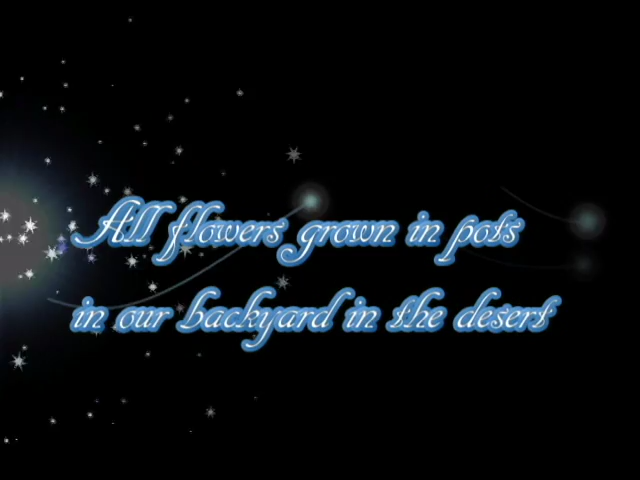 All flowers grown in pots
in our backyard in the desert